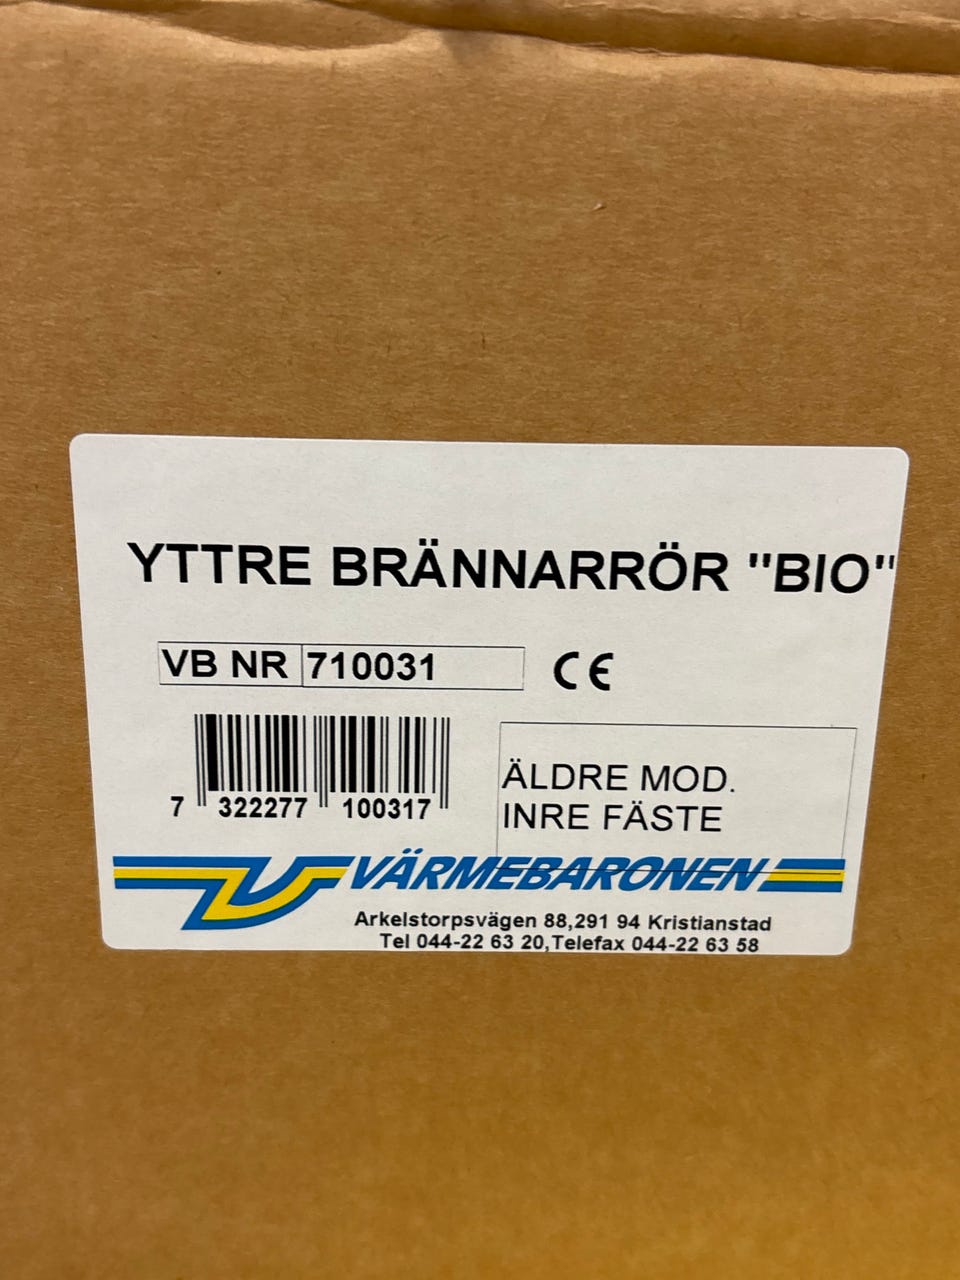 YTTRE BRÄNNARRÖR "BIO"
VB NR 710031 CE
7 322277 100317
ÄLDRE MOD.
INRE FÄSTE
VÄRMEBARONEN
Arkelstorpsvägen 88,291 94 Kristianstad
Tel 044-22 63 20,Telefax 044-22 63 58